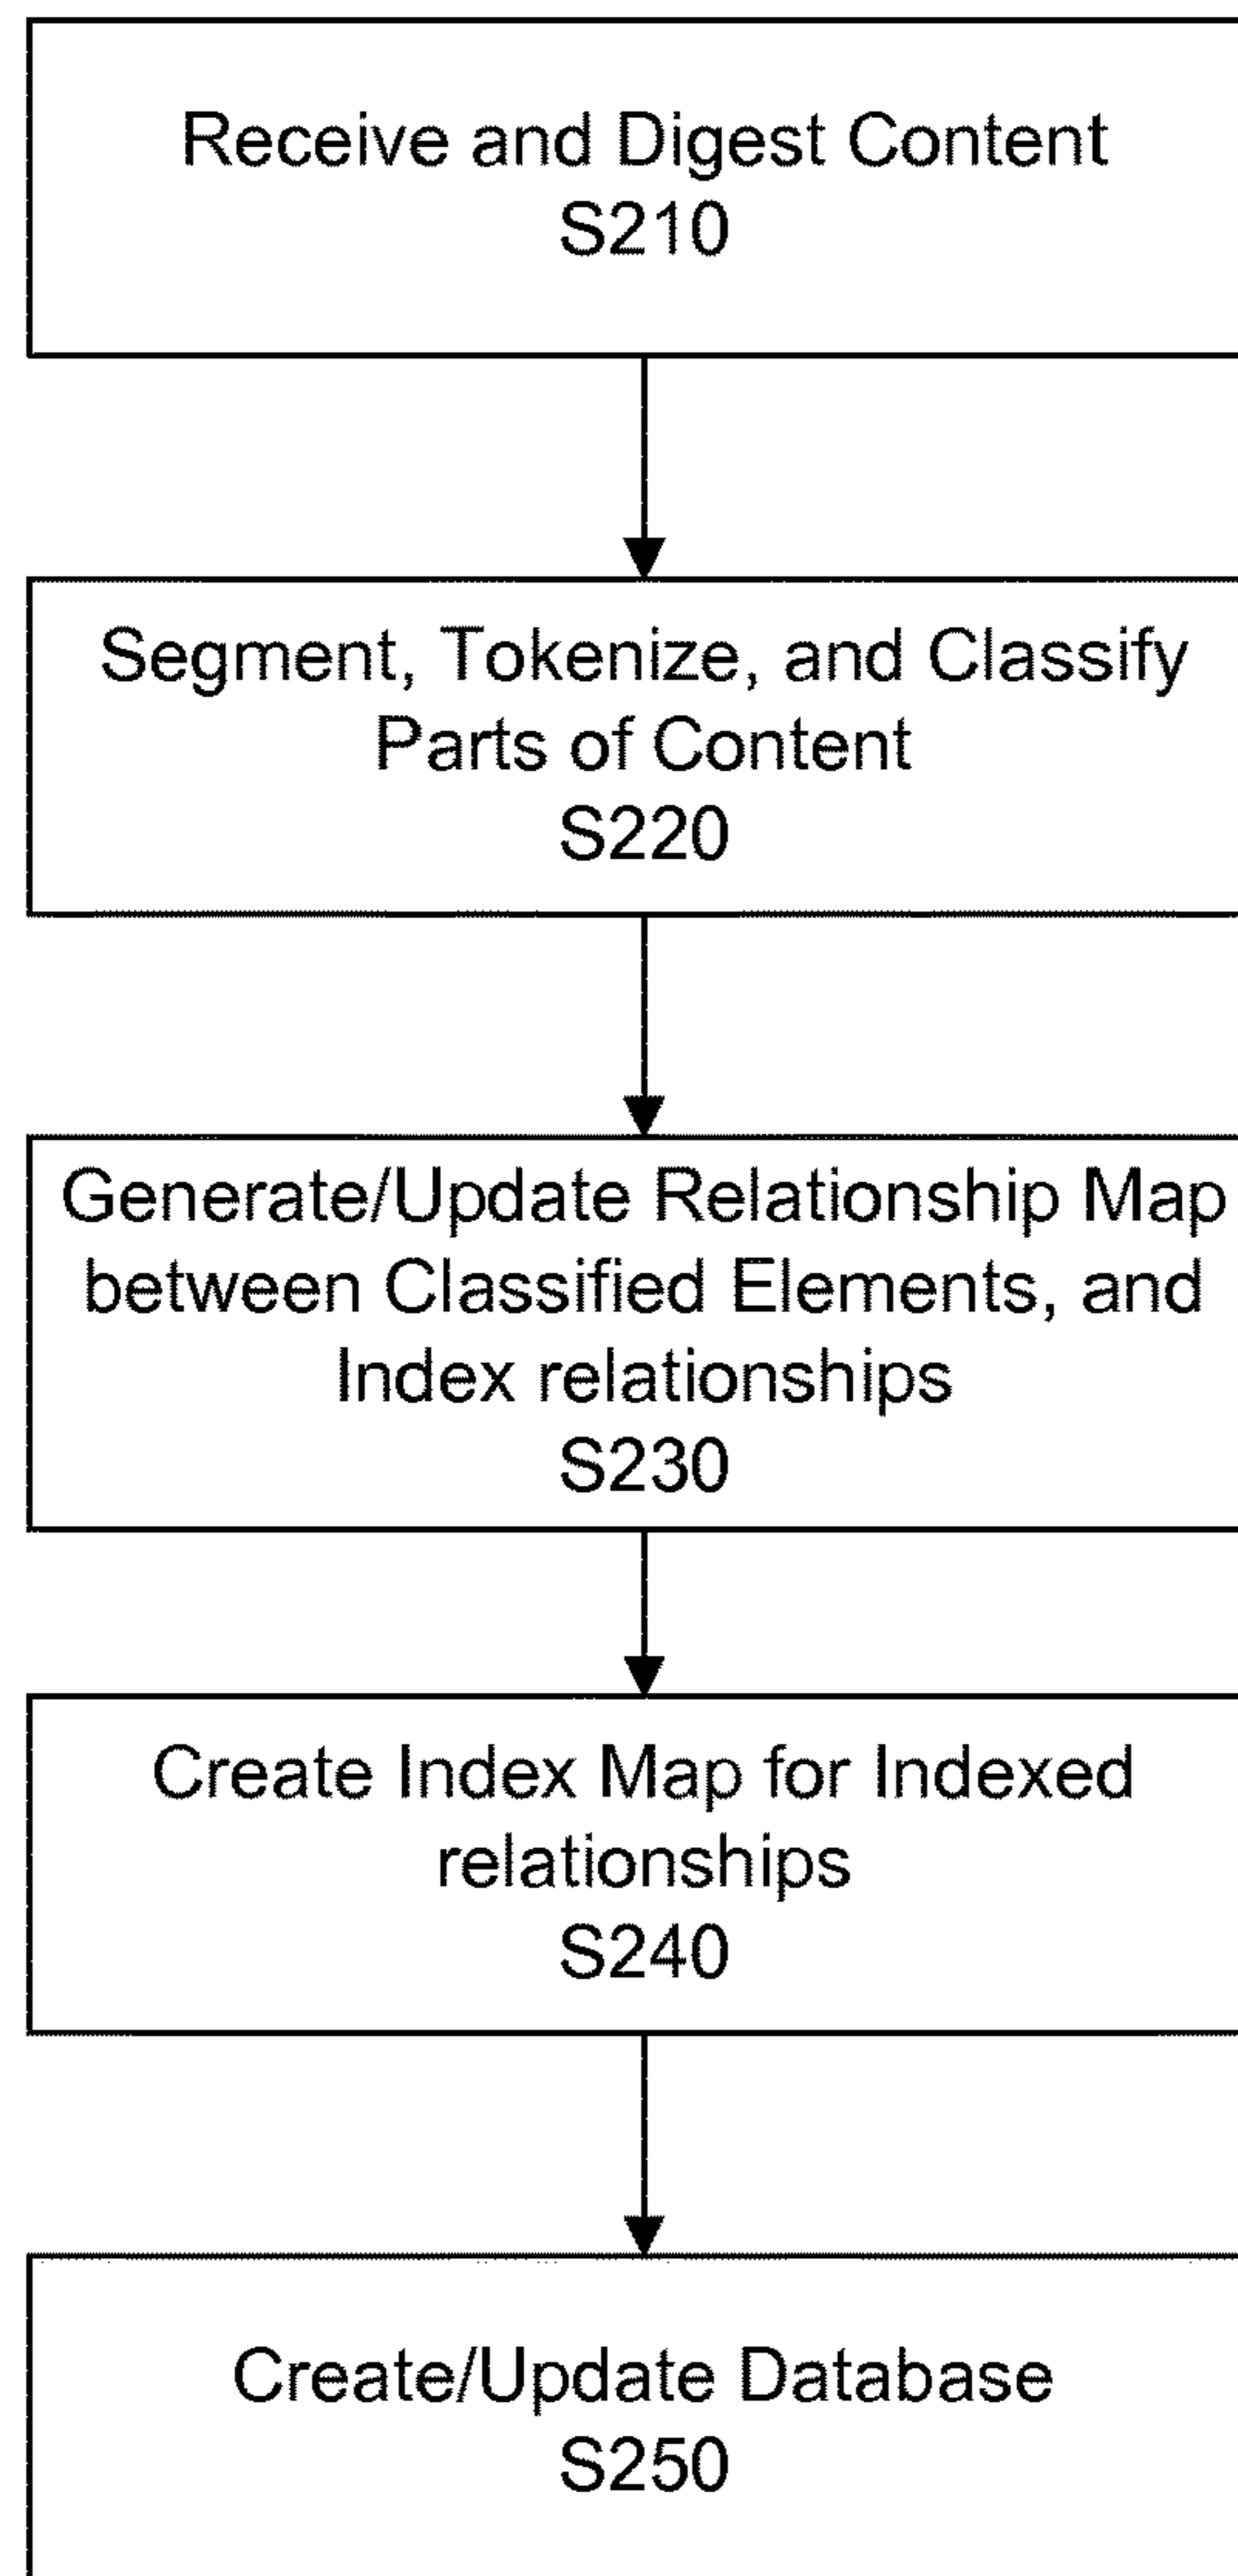 Receive and Digest Content
S210
Segment, Tokenize, and Classify
Parts of Content
S220
Generate/Update Relationship Map
between Classified Elements, and
Index relationships
S230
Create Index Map for Indexed
relationships
S240
Create/Update Database
S250